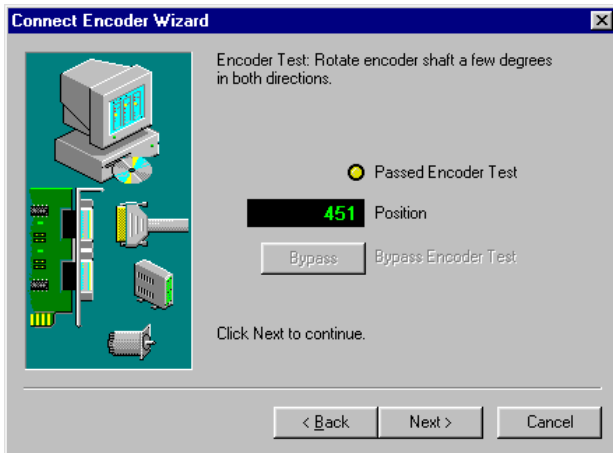 Connect Encoder Wizard
Encoder Test: Rotate encoder shaft a few degrees
in both directions.
Passed Encoder Test
451 Position
Bypass Bypass Encoder Test
Click Next to continue.
< Back Next > Cancel